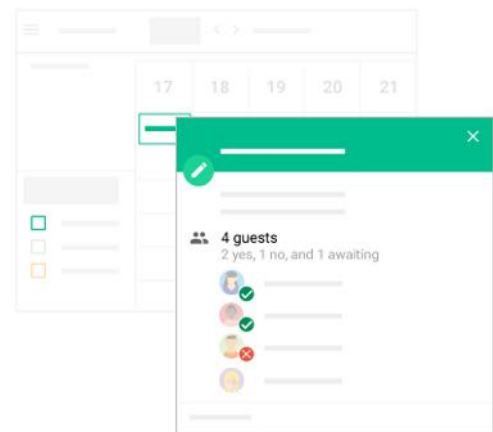 17 18 19 20 21
4 guests
2 yes, 1 no, and 1 awaiting